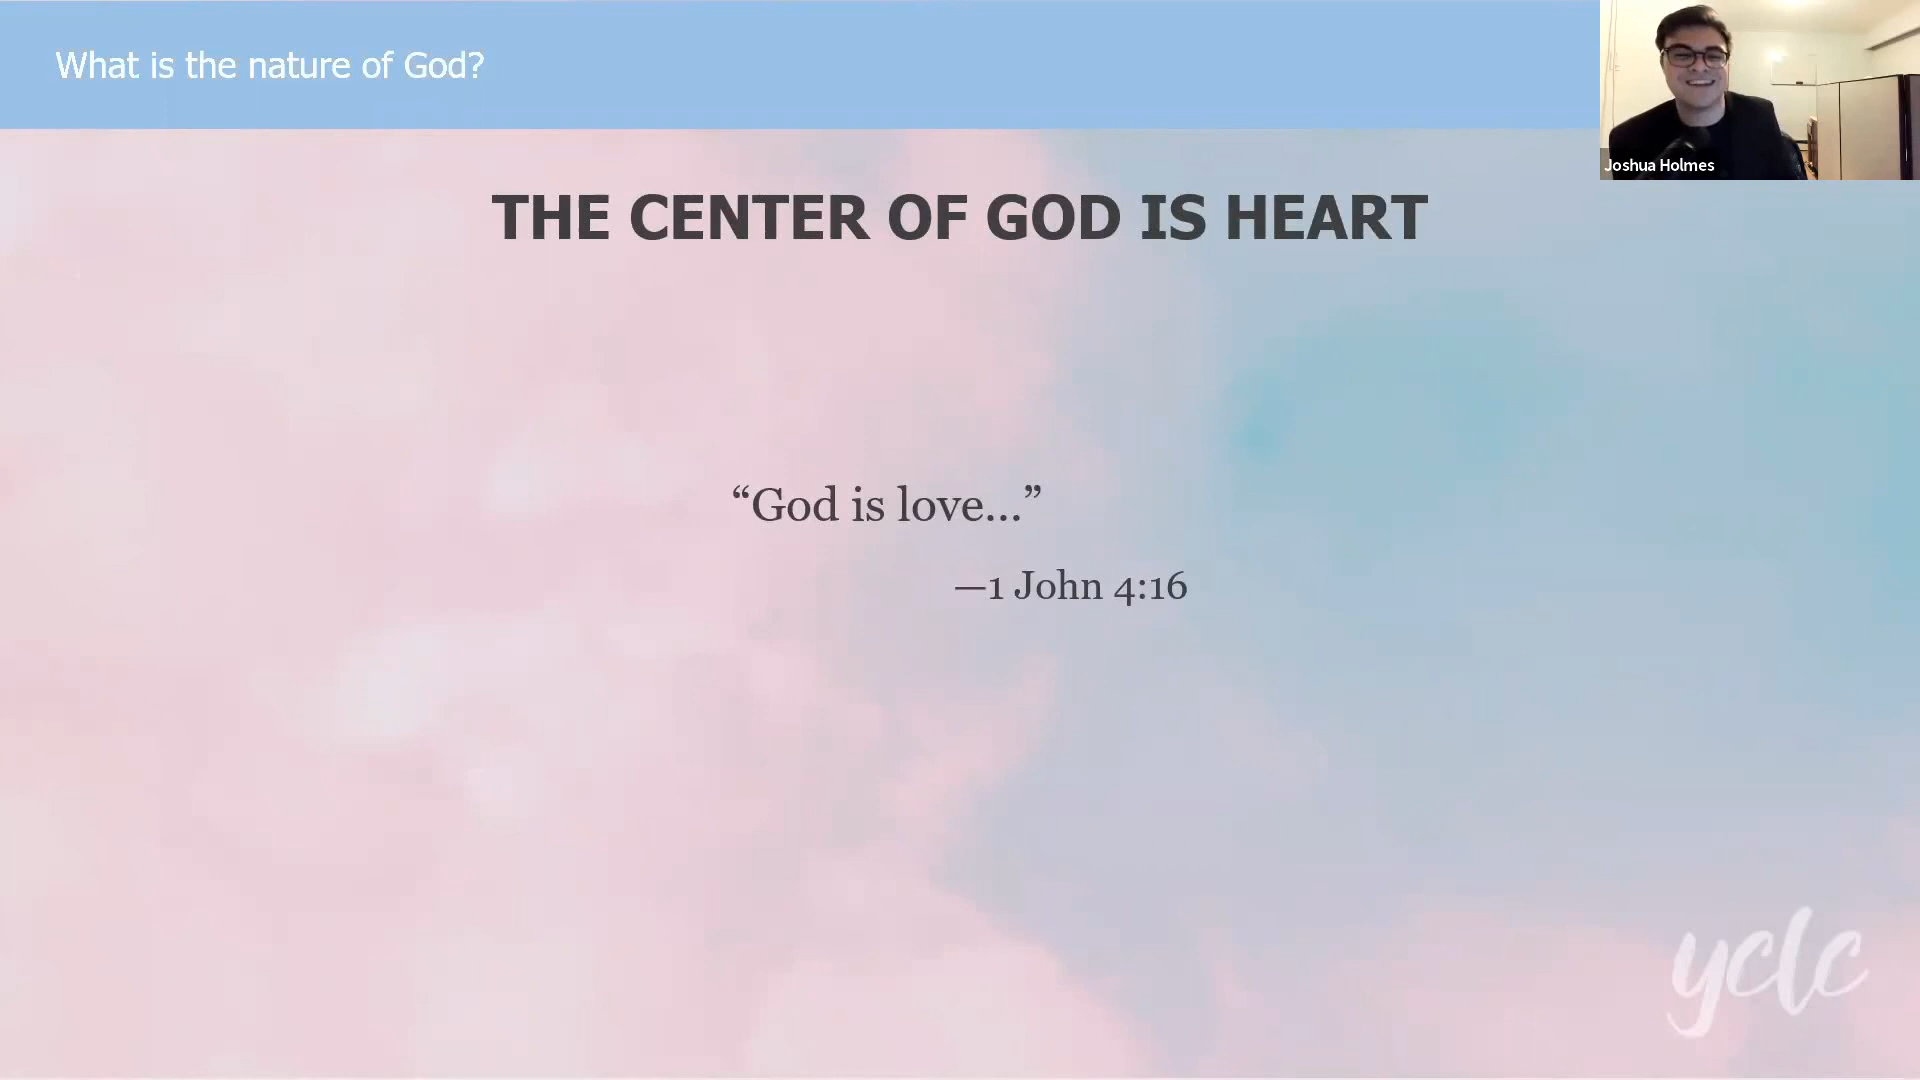 What is the nature of God?
Joshua Holmes
THE CENTER OF GOD IS HEART
“God is love...”
—1 John 4:16
yclc